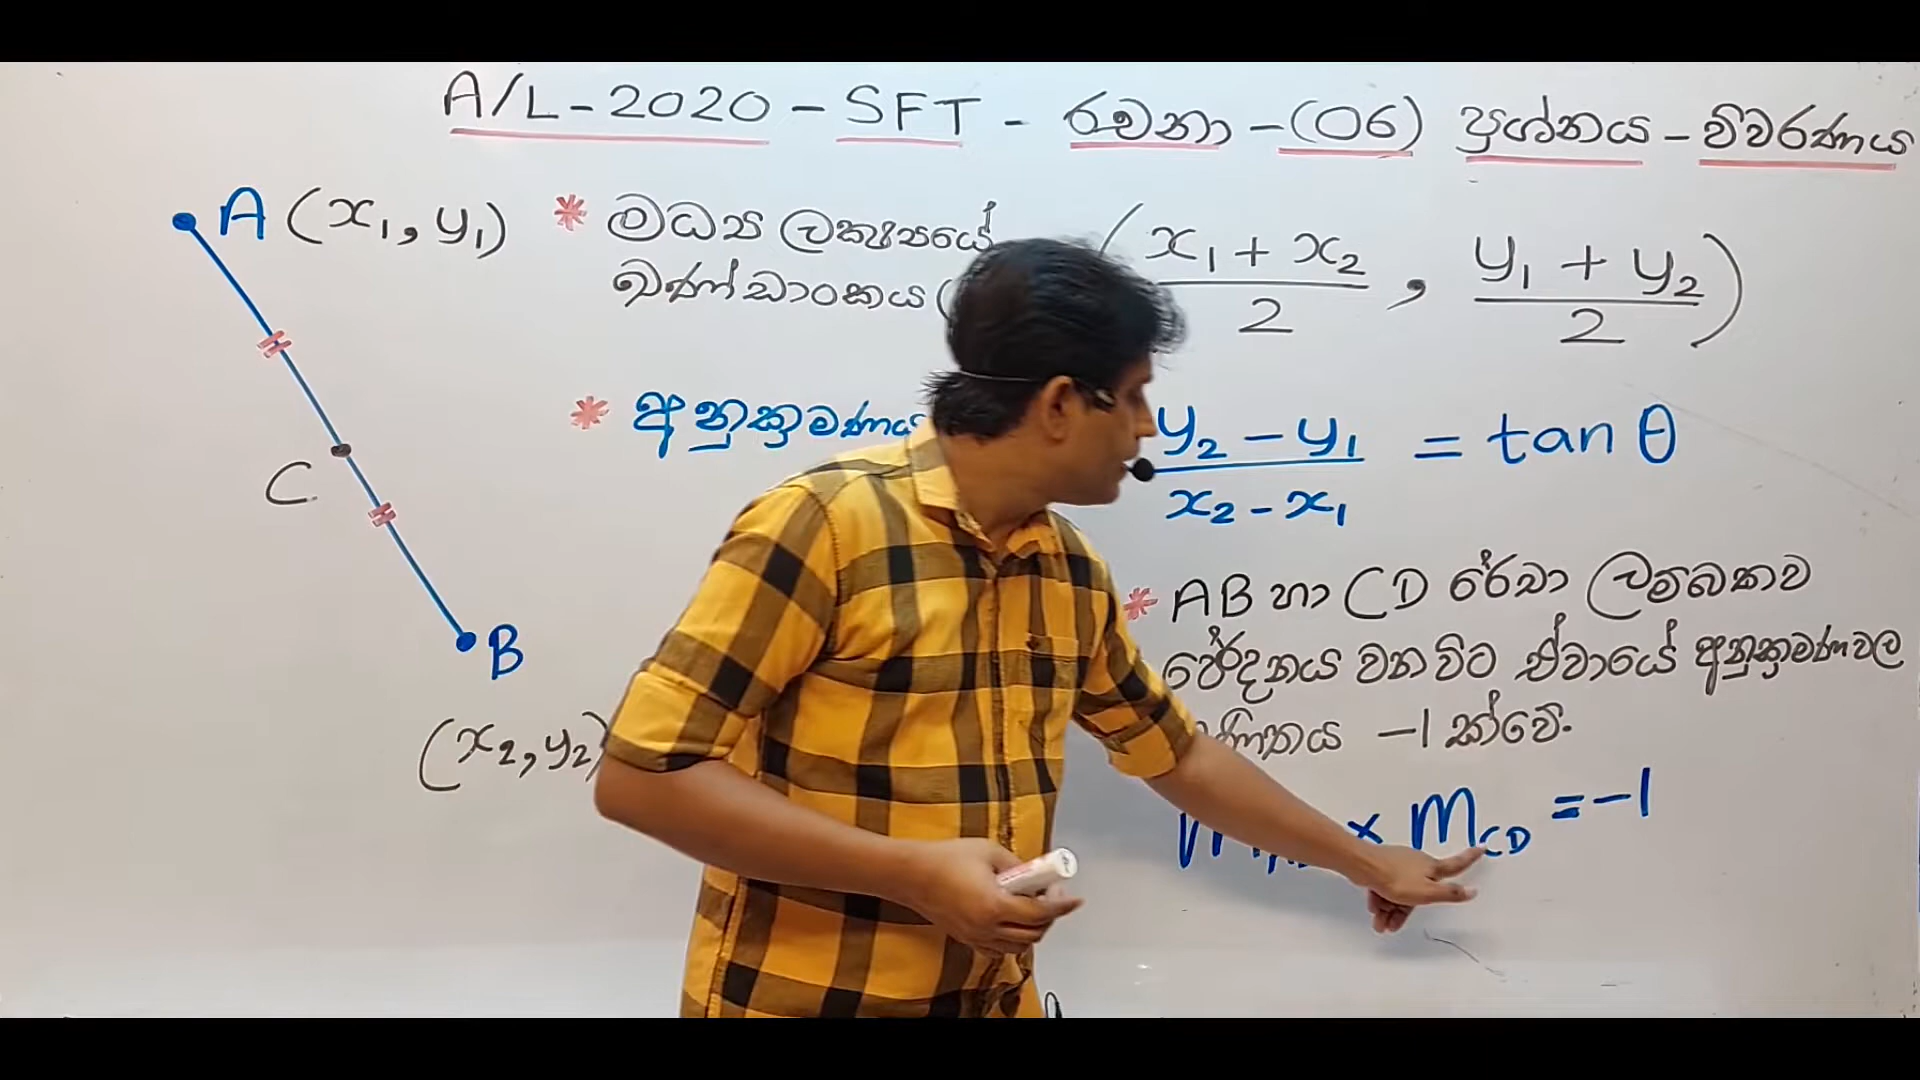 A/L-2020 - SFT - රචනා -(06) ප්‍රශ්නය - විවරණය
A (x₁, y₁)
* මධ්‍ය ලක්ෂ්‍යයේ
ඛණ්ඩාංකය (
(x₁ + x₂ / 2 , y₁ + y₂ / 2)
* අනුක්‍රමණය
y₂ - y₁ / x₂ - x₁ = tan θ
C
B
(x₂, y₂)
* AB හා CD රේඛා ලම්බකව
ඡේදනය වන විට ඒවායේ අනුක්‍රමණවල
-1 ක් වේ.
x m_CD = -1